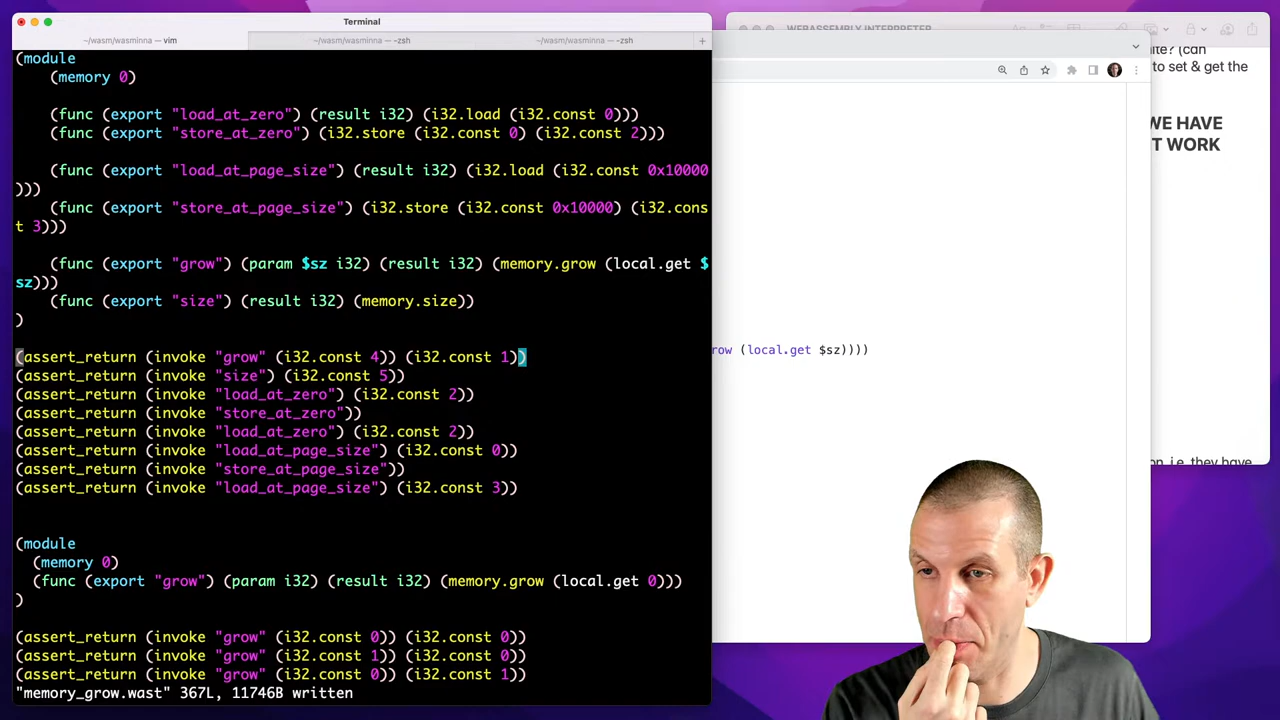 Terminal
~/wasm/wasminna — vim
~/wasm/wasminna — -zsh
~/wasm/wasminna — -zsh
+
(module
(memory 0)
(func (export "load_at_zero") (result i32) (i32.load (i32.const 0)))
(func (export "store_at_zero") (i32.store (i32.const 0) (i32.const 2)))
(func (export "load_at_page_size") (result i32) (i32.load (i32.const 0x10000
)))
(func (export "store_at_page_size") (i32.store (i32.const 0x10000) (i32.cons
t 3)))
(func (export "grow") (param $sz i32) (result i32) (memory.grow (local.get $
sz)))
(func (export "size") (result i32) (memory.size))
)
(assert_return (invoke "grow" (i32.const 4)) (i32.const 1))
(assert_return (invoke "size") (i32.const 5))
(assert_return (invoke "load_at_zero") (i32.const 2))
(assert_return (invoke "store_at_zero"))
(assert_return (invoke "load_at_zero") (i32.const 2))
(assert_return (invoke "load_at_page_size") (i32.const 0))
(assert_return (invoke "store_at_page_size"))
(assert_return (invoke "load_at_page_size") (i32.const 3))
(module
(memory 0)
(func (export "grow") (param i32) (result i32) (memory.grow (local.get 0)))
)
(assert_return (invoke "grow" (i32.const 0)) (i32.const 0))
(assert_return (invoke "grow" (i32.const 1)) (i32.const 0))
(assert_return (invoke "grow" (i32.const 0)) (i32.const 1))
"memory_grow.wast" 367L, 11746B written
WEBASSEMBLY INTERPRETER
(can
to set & get the
WE HAVE
T WORK
row (local.get $sz))))
i.e. they have